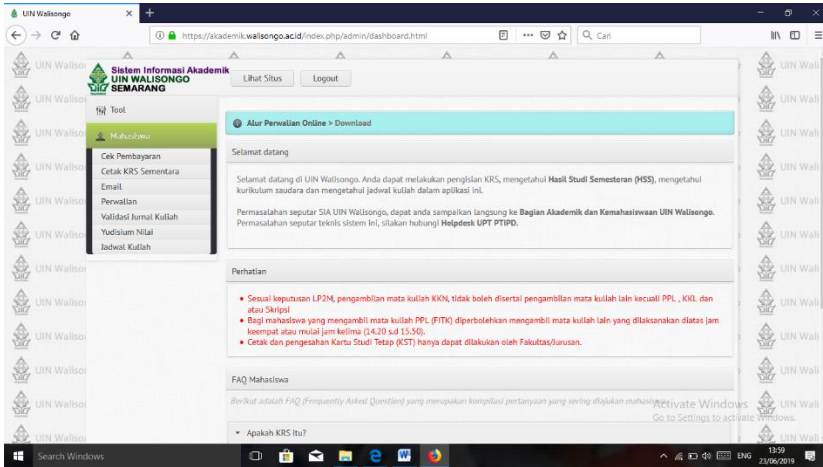 UIN Walisongo
https://akademik.walisongo.ac.id/index.php/admin/dashboard.html
Cari
Sistem Informasi Akademik
UIN WALISONGO
SEMARANG
Lihat Situs
Logout
Tool
Mahasiswa
Cek Pembayaran
Cetak KRS Sementara
Email
Perwalian
Validasi Jurnal Kuliah
Yudisium Nilai
Jadwal Kuliah
Alur Perwalian Online > Download
Selamat datang
Selamat datang di UIN Walisongo. Anda dapat melakukan pengisian KRS, mengetahui Hasil Studi Semesteran (HSS), mengetahui
kurikulum saudara dan mengetahui jadwal kuliah dalam aplikasi ini.
Permasalahan seputar SIA UIN Walisongo, dapat anda sampaikan langsung ke Bagian Akademik dan Kemahasiswaan UIN Walisongo.
Permasalahan seputar teknis sistem ini, silakan hubungi Helpdesk UPT PTIPD.
Perhatian
• Sesuai keputusan LP2M, pengambilan mata kuliah KKN, tidak boleh disertai pengambilan mata kuliah lain kecuali PPL , KKL dan
atau Skripsi
• Bagi mahasiswa yang mengambil mata kuliah PPL (FITK) diperbolehkan mengambil mata kuliah lain yang dilaksanakan diatas jam
keempat atau mulai jam kelima (14.20 s.d 15.50).
• Cetak dan pengesahan Kartu Studi Tetap (KST) hanya dapat dilakukan oleh Fakultas/Jurusan.
FAQ Mahasiswa
Berikut adalah FAQ (Frequently Asked Question) yang merupakan kompilasi pertanyaan yang sering diajukan mahasiswa
Apakah KRS Itu?
Activate Windows
Go to Settings to activate Windows.
Search Windows
ENG
13:59
23/06/2019